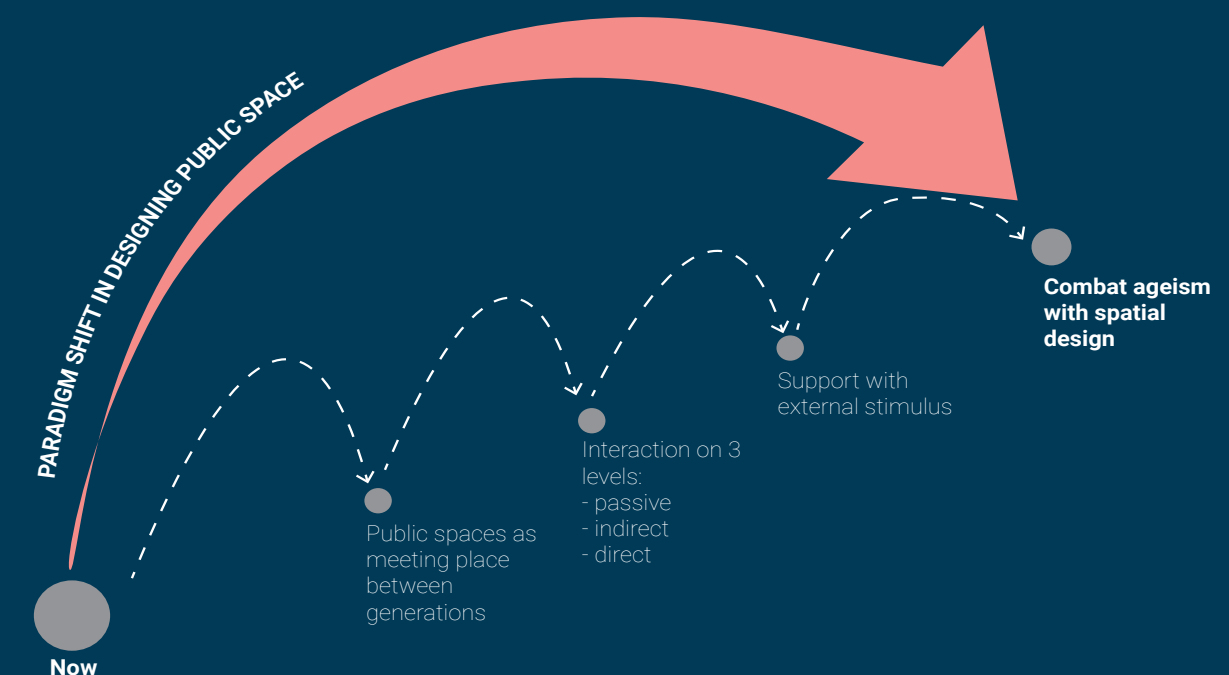 PARADIGM SHIFT IN DESIGNING PUBLIC SPACE
Now
Public spaces as
meeting place
between
generations
Interaction on 3
levels:
- passive
- indirect
- direct
Support with
external stimulus
Combat ageism
with spatial
design